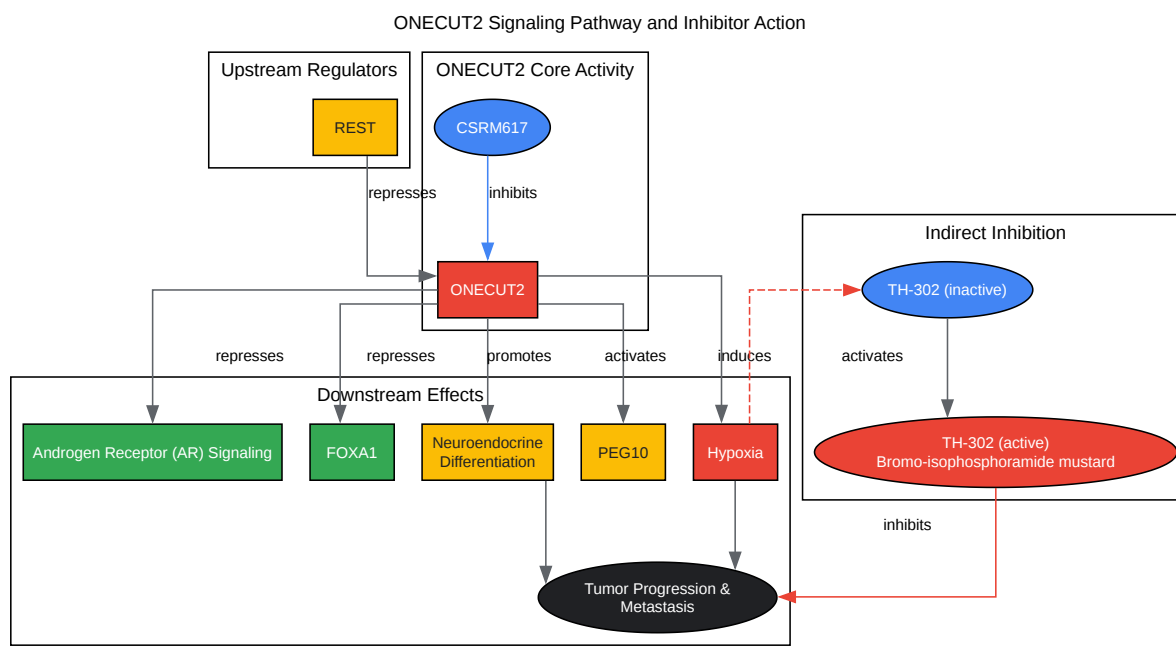 ONECUT2 Signaling Pathway and Inhibitor Action
Upstream Regulators
ONECUT2 Core Activity
REST
CSRM617
represses
inhibits
Indirect Inhibition
ONECUT2
TH-302 (inactive)
represses
represses
promotes
activates
induces
activates
Downstream Effects
Androgen Receptor (AR) Signaling
FOXA1
Neuroendocrine
Differentiation
PEG10
Hypoxia
TH-302 (active)
Bromo-isophosphoramide mustard
inhibits
Tumor Progression &
Metastasis